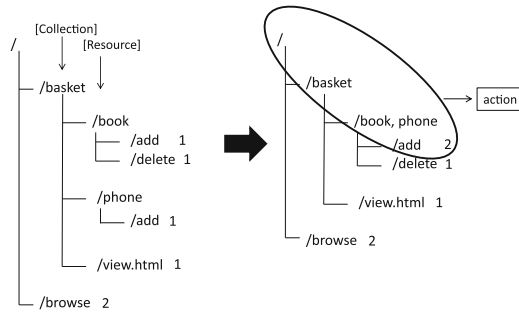 [Collection]
[Resource]
/
/basket
/book
/add 1
/delete 1
/phone
/add 1
/view.html 1
/browse 2
/
/basket
/book, phone
/add 2
/delete 1
/view.html 1
/browse 2
action